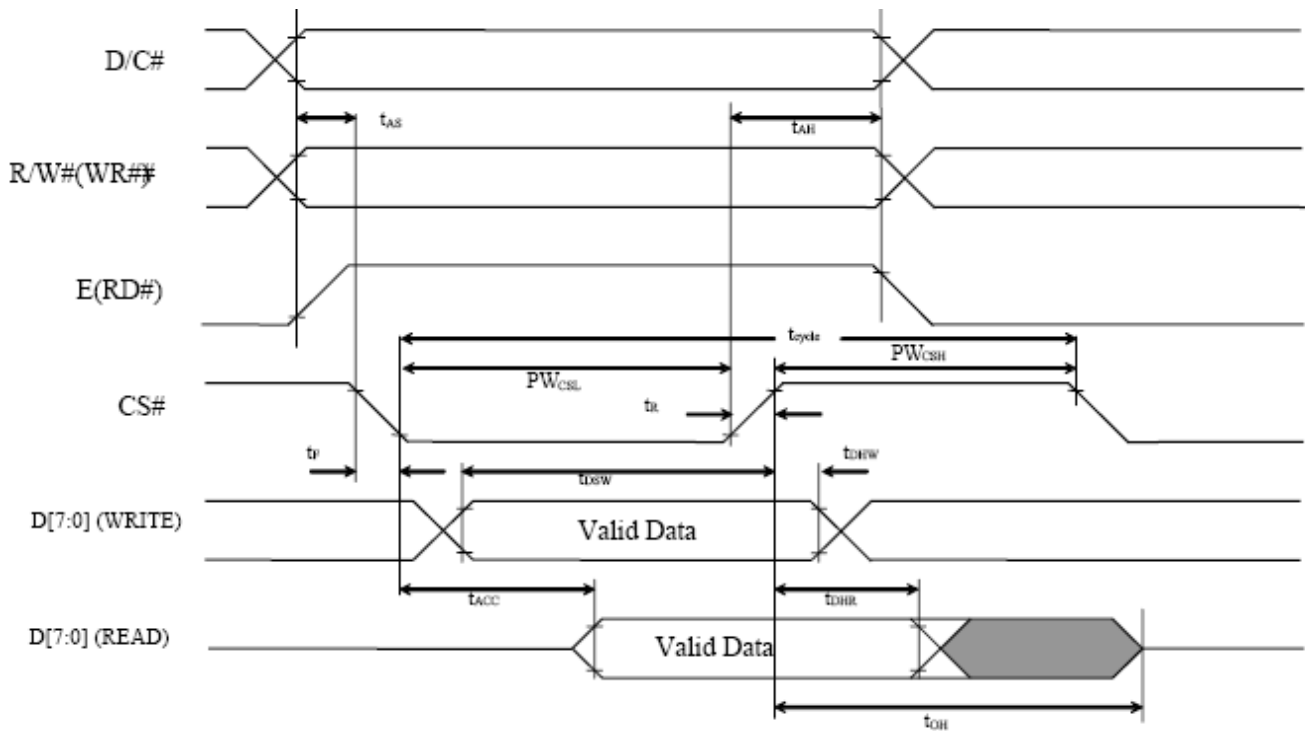 D/C#
tAS
tAH
R/W#(WR#)#
E(RD#)
tcycle
PWCSL
PWCSH
CS#
tR
tF
tDSW
tDHW
D[7:0] (WRITE)
Valid Data
tACC
tDHR
D[7:0] (READ)
Valid Data
tOH